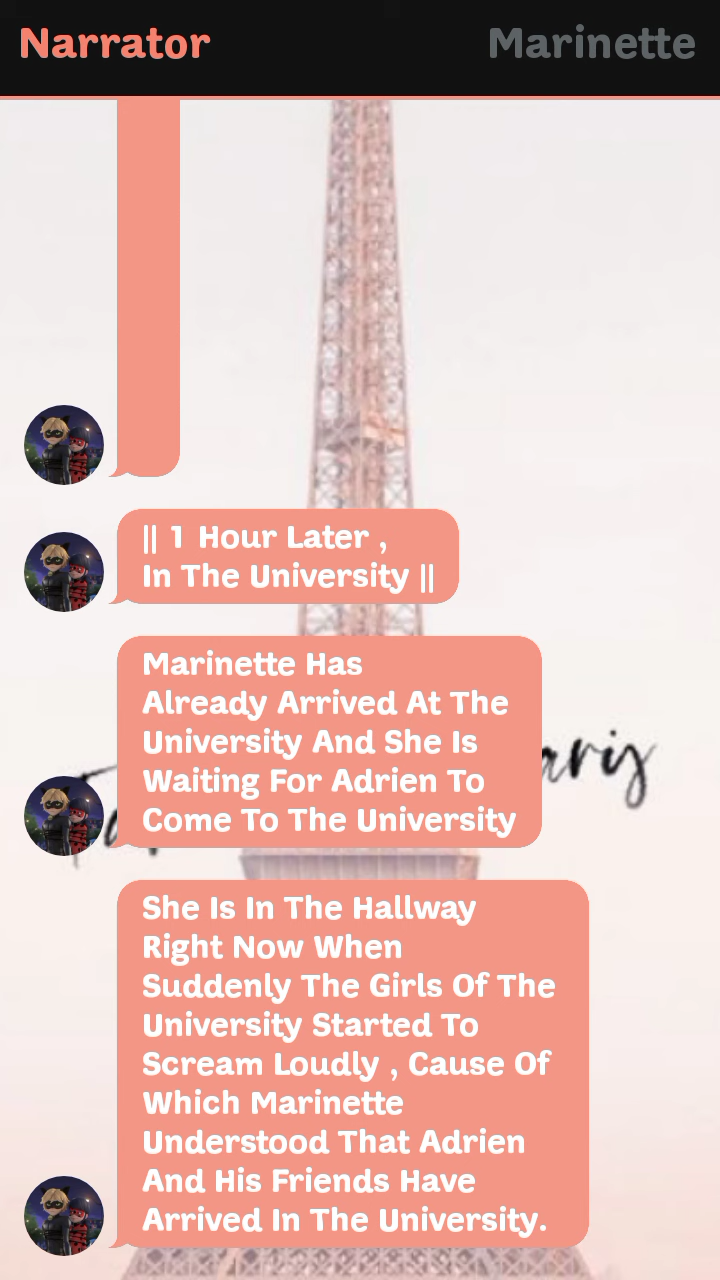 Narrator
Marinette
|| 1 Hour Later ,
In The University ||
Marinette Has
Already Arrived At The
University And She Is
Waiting For Adrien To
Come To The University
She Is In The Hallway
Right Now When
Suddenly The Girls Of The
University Started To
Scream Loudly , Cause Of
Which Marinette
Understood That Adrien
And His Friends Have
Arrived In The University.